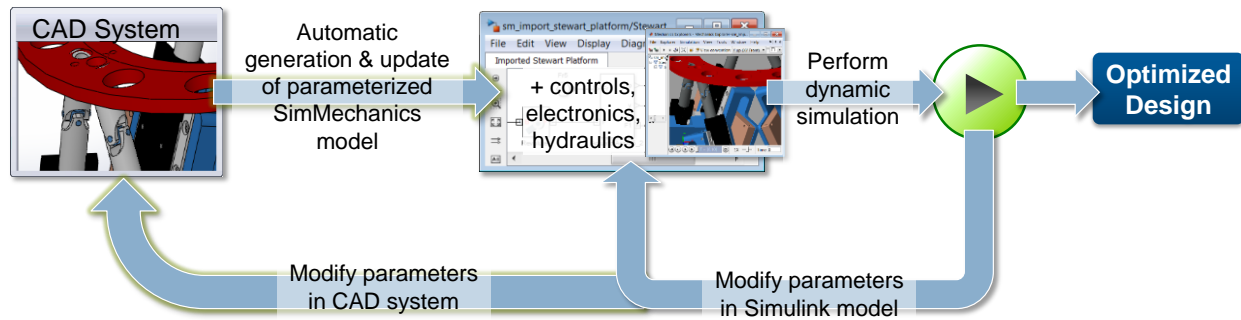 CAD System
Automatic
generation & update
of parameterized
SimMechanics
model
sm_import_stewart_platform/Stewart
File Edit View Display Diagr
Imported Stewart Platform
+ controls,
electronics,
hydraulics
Perform
dynamic
simulation
Optimized
Design
Modify parameters
in CAD system
Modify parameters
in Simulink model